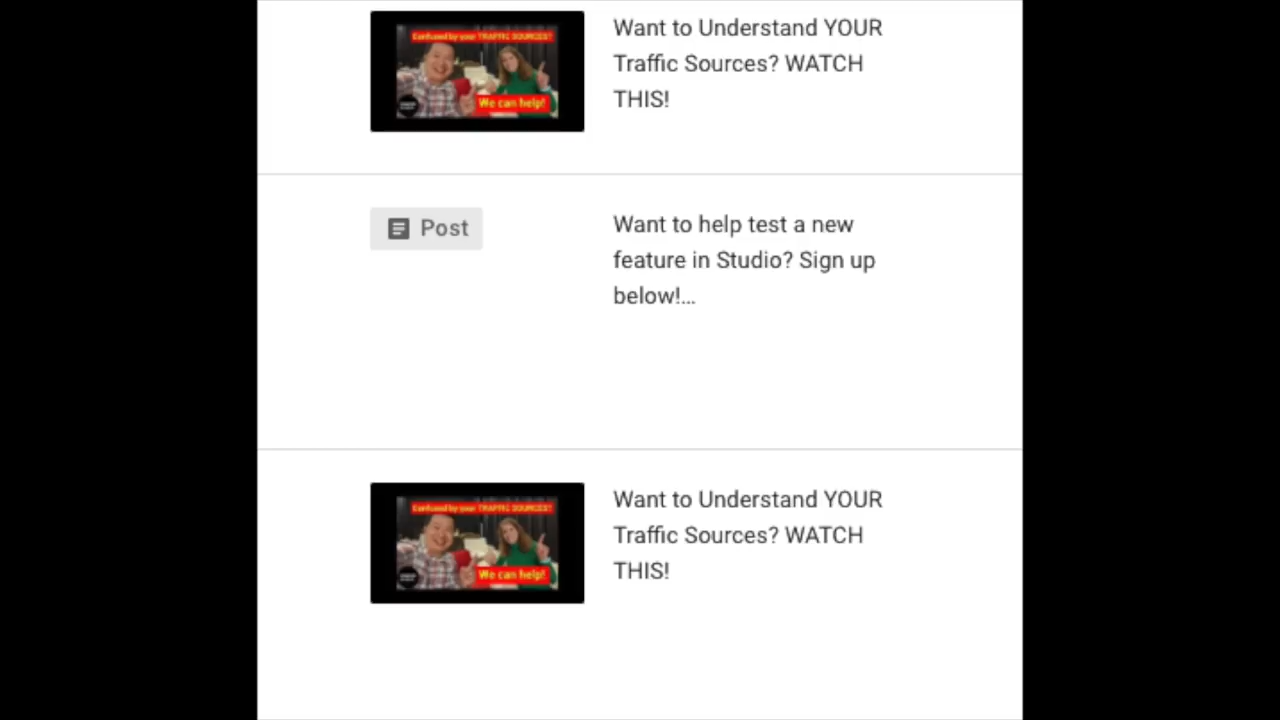 Confused by your TRAFFIC SOURCES?
We can help!
Want to Understand YOUR
Traffic Sources? WATCH
THIS!
Post
Want to help test a new
feature in Studio? Sign up
below!...
Confused by your TRAFFIC SOURCES?
We can help!
Want to Understand YOUR
Traffic Sources? WATCH
THIS!